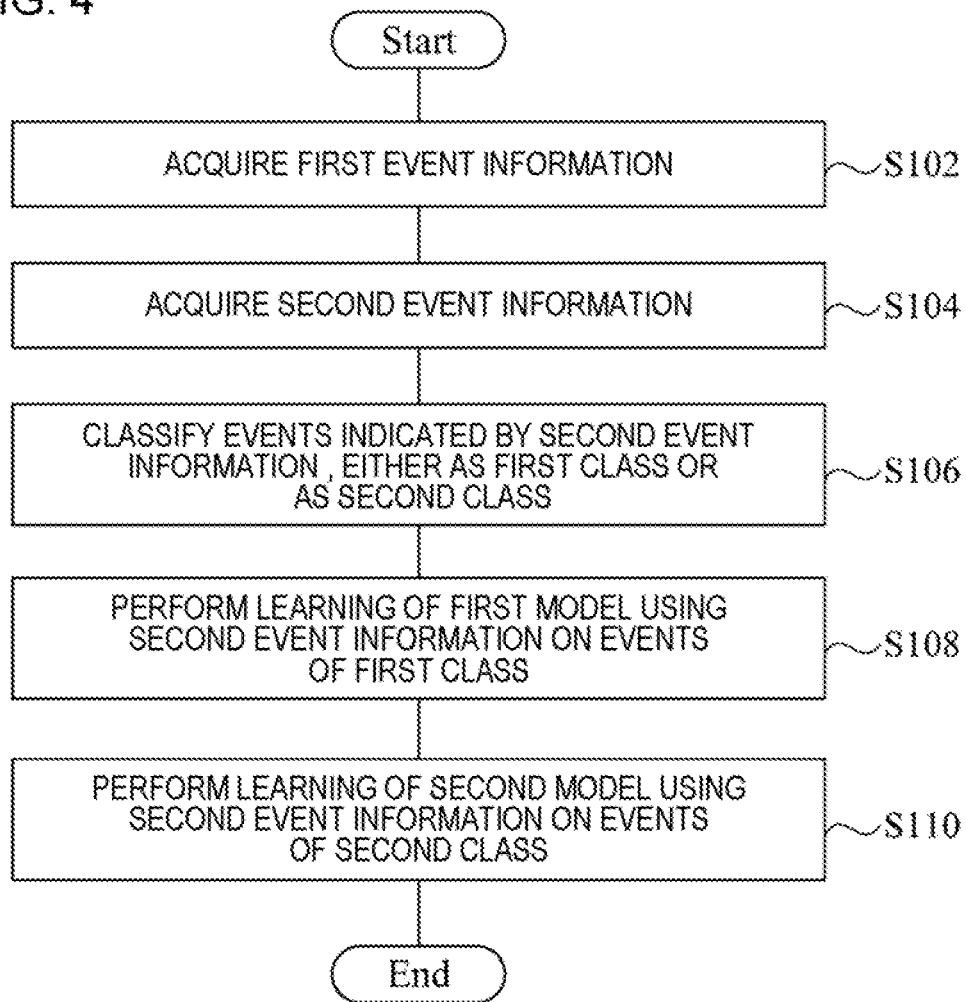 FIG. 4
Start
ACQUIRE FIRST EVENT INFORMATION
S102
ACQUIRE SECOND EVENT INFORMATION
S104
CLASSIFY EVENTS INDICATED BY SECOND EVENT
INFORMATION , EITHER AS FIRST CLASS OR
AS SECOND CLASS
S106
PERFORM LEARNING OF FIRST MODEL USING
SECOND EVENT INFORMATION ON EVENTS
OF FIRST CLASS
S108
PERFORM LEARNING OF SECOND MODEL USING
SECOND EVENT INFORMATION ON EVENTS
OF SECOND CLASS
S110
End